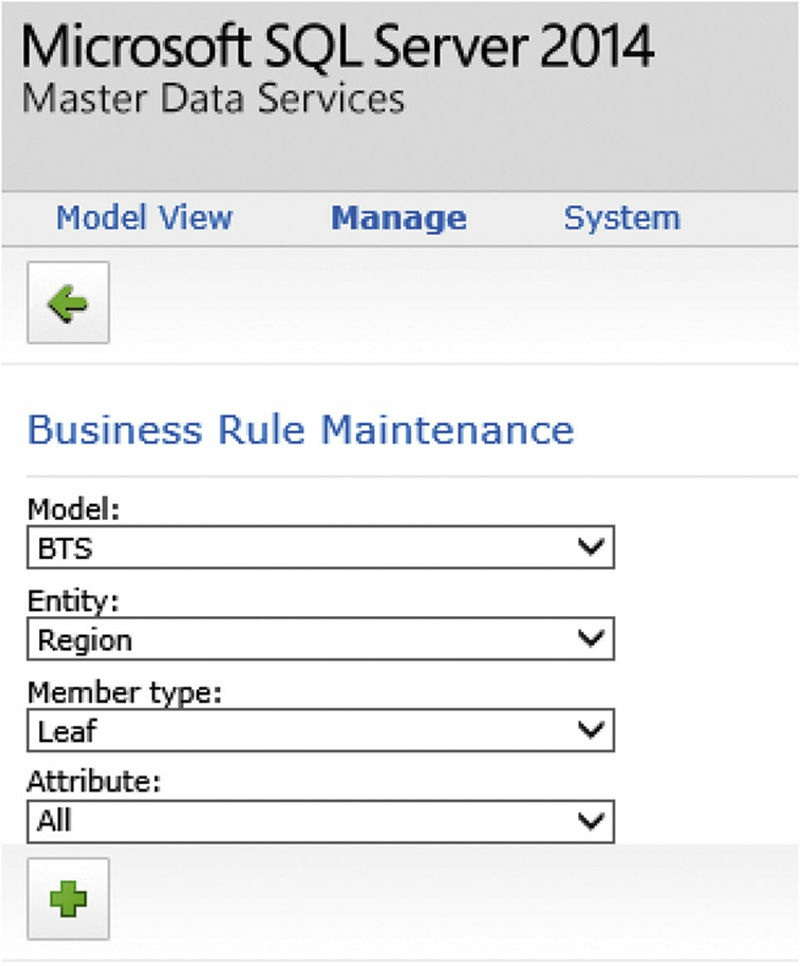 Microsoft SQL Server 2014
Master Data Services
Model View Manage System
Business Rule Maintenance
Model:
BTS
Entity:
Region
Member type:
Leaf
Attribute:
All